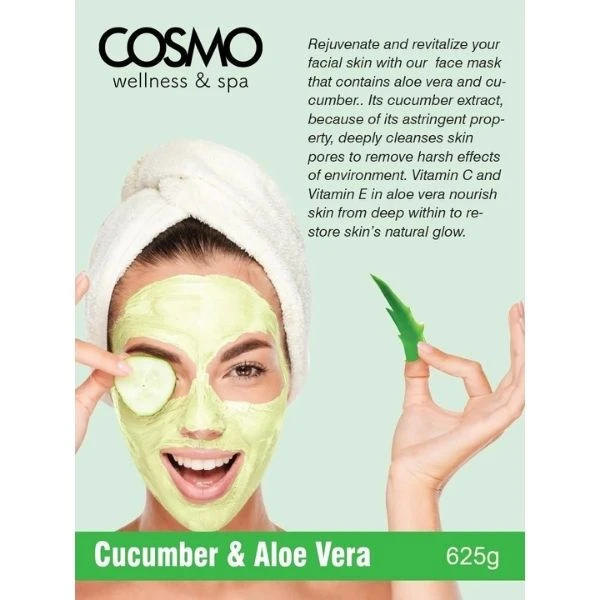 COSMO
wellness & spa
Rejuvenate and revitalize your
facial skin with our face mask
that contains aloe vera and cu-
cumber.. Its cucumber extract,
because of its astringent prop-
erty, deeply cleanses skin
pores to remove harsh effects
of environment. Vitamin C and
Vitamin E in aloe vera nourish
skin from deep within to re-
store skin's natural glow.
Cucumber & Aloe Vera
625g